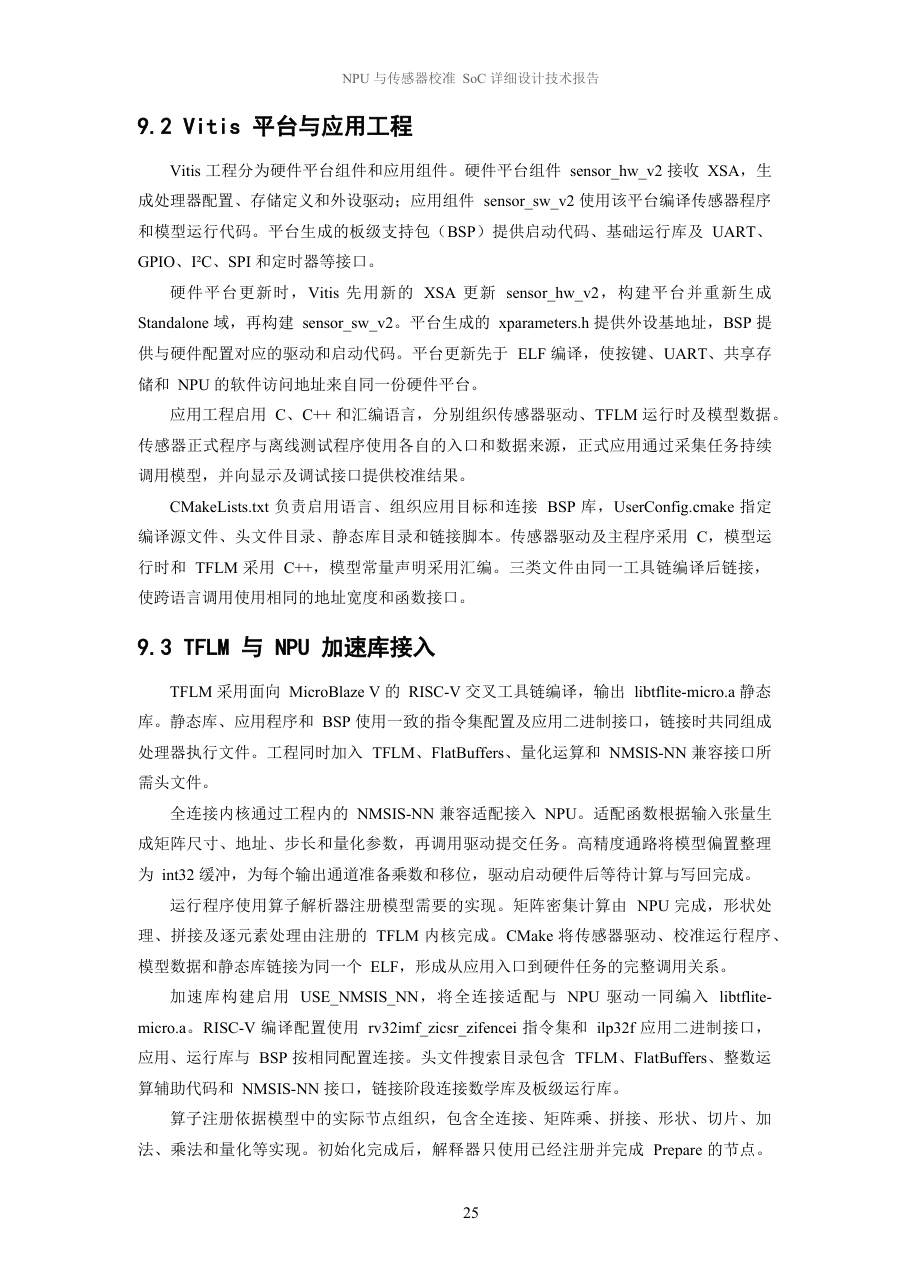 NPU 与传感器校准 SoC 详细设计技术报告
9.2 Vitis 平台与应用工程
Vitis 工程分为硬件平台组件和应用组件。硬件平台组件 sensor_hw_v2 接收 XSA，生
成处理器配置、存储定义和外设驱动；应用组件 sensor_sw_v2 使用该平台编译传感器程序
和模型运行代码。平台生成的板级支持包（BSP）提供启动代码、基础运行库及 UART、
GPIO、I²C、SPI 和定时器等接口。
硬件平台更新时，Vitis 先用新的 XSA 更新 sensor_hw_v2，构建平台并重新生成
Standalone 域，再构建 sensor_sw_v2。平台生成的 xparameters.h 提供外设基地址，BSP 提
供与硬件配置对应的驱动和启动代码。平台更新先于 ELF 编译，使按键、UART、共享存
储和 NPU 的软件访问地址来自同一份硬件平台。
应用工程启用 C、C++ 和汇编语言，分别组织传感器驱动、TFLM 运行时及模型数据。
传感器正式程序与离线测试程序使用各自的入口和数据来源，正式应用通过采集任务持续
调用模型，并向显示及调试接口提供校准结果。
CMakeLists.txt 负责启用语言、组织应用目标和连接 BSP 库，UserConfig.cmake 指定
编译源文件、头文件目录、静态库目录和链接脚本。传感器驱动及主程序采用 C，模型运
行时和 TFLM 采用 C++，模型常量声明采用汇编。三类文件由同一工具链编译后链接，
使跨语言调用使用相同的地址宽度和函数接口。
9.3 TFLM 与 NPU 加速库接入
TFLM 采用面向 MicroBlaze V 的 RISC-V 交叉工具链编译，输出 libtflite-micro.a 静态
库。静态库、应用程序和 BSP 使用一致的指令集配置及应用二进制接口，链接时共同组成
处理器执行文件。工程同时加入 TFLM、FlatBuffers、量化运算和 NMSIS-NN 兼容接口所
需头文件。
全连接内核通过工程内的 NMSIS-NN 兼容适配接入 NPU。适配函数根据输入张量生
成矩阵尺寸、地址、步长和量化参数，再调用驱动提交任务。高精度通路将模型偏置整理
为 int32 缓冲，为每个输出通道准备乘数和移位，驱动启动硬件后等待计算与写回完成。
运行程序使用算子解析器注册模型需要的实现。矩阵密集计算由 NPU 完成，形状处
理、拼接及逐元素处理由注册的 TFLM 内核完成。CMake 将传感器驱动、校准运行程序、
模型数据和静态库链接为同一个 ELF，形成从应用入口到硬件任务的完整调用关系。
加速库构建启用 USE_NMSIS_NN，将全连接适配与 NPU 驱动一同编入 libtflite-
micro.a。RISC-V 编译配置使用 rv32imf_zicsr_zifencei 指令集和 ilp32f 应用二进制接口，
应用、运行库与 BSP 按相同配置连接。头文件搜索目录包含 TFLM、FlatBuffers、整数运
算辅助代码和 NMSIS-NN 接口，链接阶段连接数学库及板级运行库。
算子注册依据模型中的实际节点组织，包含全连接、矩阵乘、拼接、形状、切片、加
法、乘法和量化等实现。初始化完成后，解释器只使用已经注册并完成 Prepare 的节点。
25